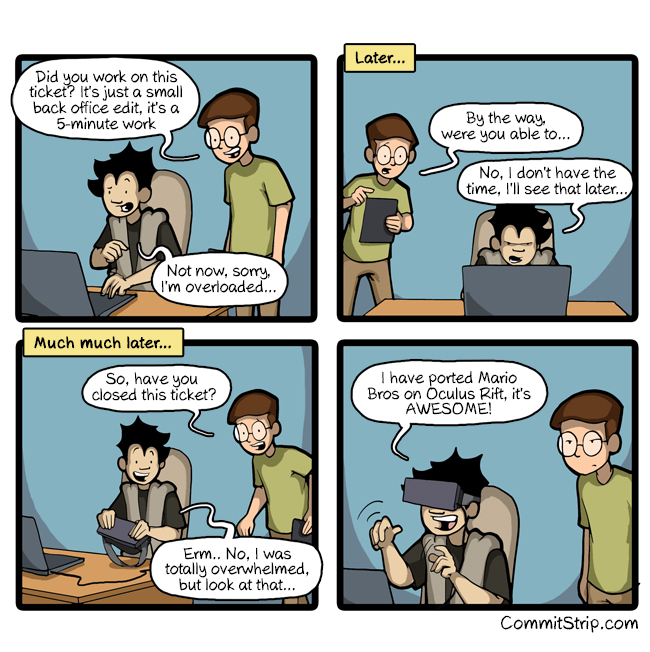 Did you work on this
ticket? It's just a small
back office edit, it's a
5-minute work
Not now, sorry,
I'm overloaded...
Later...
By the way,
were you able to...
No, I don't have the
time, I'll see that later...
Much much later...
So, have you
closed this ticket?
Erm.. No, I was
totally overwhelmed,
but look at that...
I have ported Mario
Bros on Oculus Rift, it's
AWESOME!
CommitStrip.com